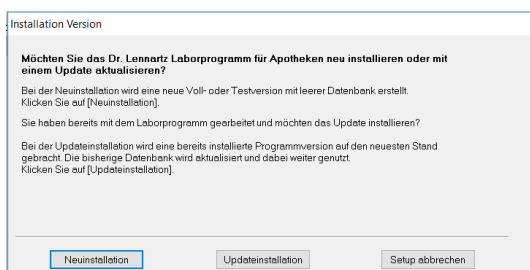 Installation Version
Möchten Sie das Dr. Lennartz Laborprogramm für Apotheken neu installieren oder mit
einem Update aktualisieren?
Bei der Neuinstallation wird eine neue Voll- oder Testversion mit leerer Datenbank erstellt.
Klicken Sie auf [Neuinstallation].
Sie haben bereits mit dem Laborprogramm gearbeitet und möchten das Update installieren?
Bei der Updateinstallation wird eine bereits installierte Programmversion auf den neuesten Stand
gebracht. Die bisherige Datenbank wird aktualisiert und dabei weiter genutzt.
Klicken Sie auf [Updateinstallation].
Neuinstallation Updateinstallation Setup abbrechen